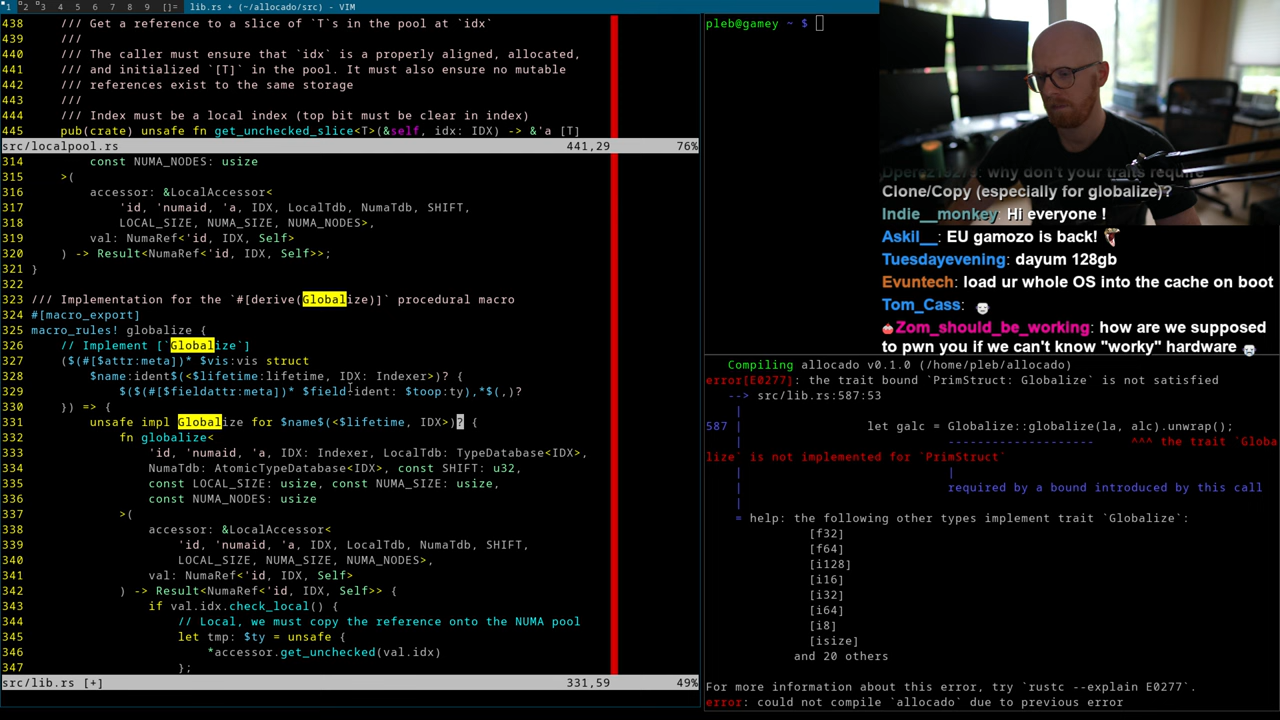 1 2 3 4 5 6 7 8 9 []= lib.rs + (~/allocado/src) - VIM
438 /// Get a reference to a slice of `T`s in the pool at `idx`
439 ///
440 /// The caller must ensure that `idx` is a properly aligned, allocated,
441 /// and initialized `[T]` in the pool. It must also ensure no mutable
442 /// references exist to the same storage
443 ///
444 /// Index must be a local index (top bit must be clear in index)
445 pub(crate) unsafe fn get_unchecked_slice<T>(&self, idx: IDX) -> &'a [T]
src/localpool.rs 441,29 76%
314 const NUMA_NODES: usize
315 >(
316 accessor: &LocalAccessor<
317 'id, 'numaid, 'a, IDX, LocalTdb, NumaTdb, SHIFT,
318 LOCAL_SIZE, NUMA_SIZE, NUMA_NODES>,
319 val: NumaRef<'id, IDX, Self>
320 ) -> Result<NumaRef<'id, IDX, Self>>;
321 }
322
323 /// Implementation for the `#[derive(Globalize)]` procedural macro
324 #[macro_export]
325 macro_rules! globalize {
326 // Implement [`Globalize`]
327 ($(#[$attr:meta])* $vis:vis struct
328 $name:ident$(<$lifetime:lifetime, IDX: Indexer>)? {
329 $($(#[$fieldattr:meta])* $field:ident: $toop:ty),*$(,)?
330 }) => {
331 unsafe impl Globalize for $name$(<$lifetime, IDX>)? {
332 fn globalize<
333 'id, 'numaid, 'a, IDX: Indexer, LocalTdb: TypeDatabase<IDX>,
334 NumaTdb: AtomicTypeDatabase<IDX>, const SHIFT: u32,
335 const LOCAL_SIZE: usize, const NUMA_SIZE: usize,
336 const NUMA_NODES: usize
337 >(
338 accessor: &LocalAccessor<
339 'id, 'numaid, 'a, IDX, LocalTdb, NumaTdb, SHIFT,
340 LOCAL_SIZE, NUMA_SIZE, NUMA_NODES>,
341 val: NumaRef<'id, IDX, Self>
342 ) -> Result<NumaRef<'id, IDX, Self>> {
343 if val.idx.check_local() {
344 // Local, we must copy the reference onto the NUMA pool
345 let tmp: $ty = unsafe {
346 *accessor.get_unchecked(val.idx)
347 };
src/lib.rs [+] 331,59 49%
pleb@gamey ~ $
why don't your traits require
Clone/Copy (especially for globalize)?
Indie__monkey: Hi everyone !
Askil__: EU gamozo is back!
Tuesdayevening: dayum 128gb
Evuntech: load ur whole OS into the cache on boot
Tom_Cass:
Zom_should_be_working: how are we supposed
to pwn you if we can't know "worky" hardware
Compiling allocado v0.1.0 (/home/pleb/allocado)
error[E0277]: the trait bound `PrimStruct: Globalize` is not satisfied
--> src/lib.rs:587:53
|
587 | let galc = Globalize::globalize(la, alc).unwrap();
| -------------------- ^^^ the trait `Globa
lize` is not implemented for `PrimStruct`
| |
| required by a bound introduced by this call
|
= help: the following other types implement trait `Globalize`:
[f32]
[f64]
[i128]
[i16]
[i32]
[i64]
[i8]
[isize]
and 20 others
For more information about this error, try `rustc --explain E0277`.
error: could not compile `allocado` due to previous error